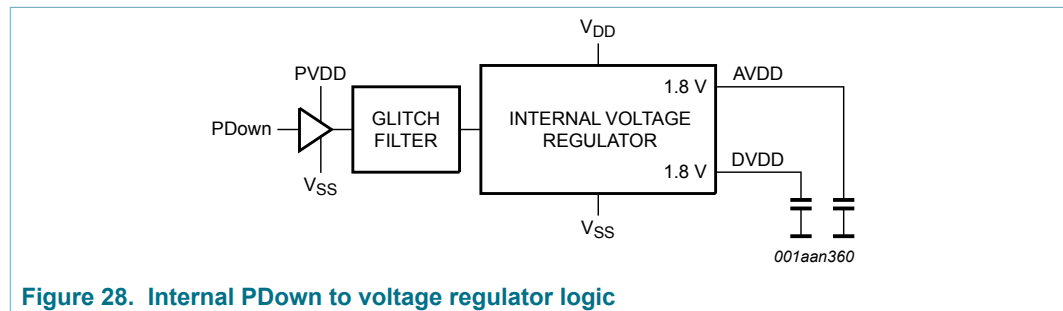 VDD
PVDD
PDown
VSS
GLITCH
FILTER
INTERNAL VOLTAGE
REGULATOR
1.8 V
AVDD
1.8 V
DVDD
VSS
001aan360
Figure 28. Internal PDown to voltage regulator logic